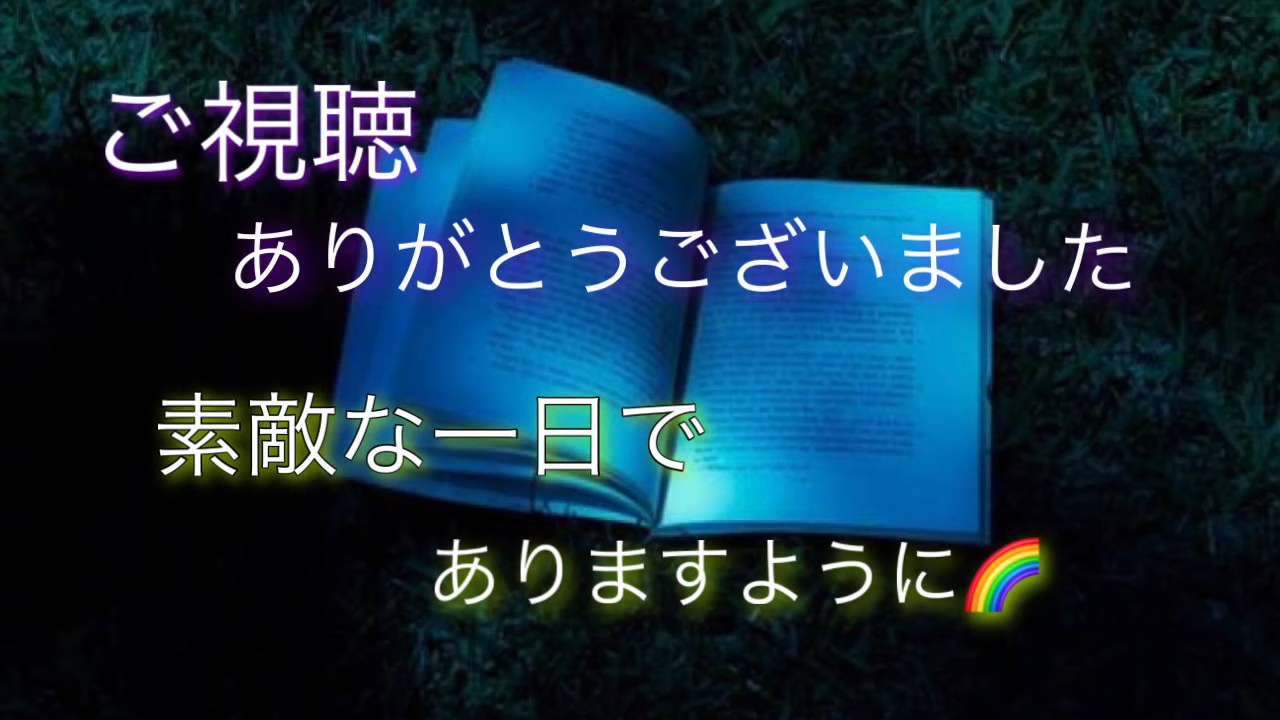 ご視聴
ありがとうございました
素敵な一日で
ありますように🌈